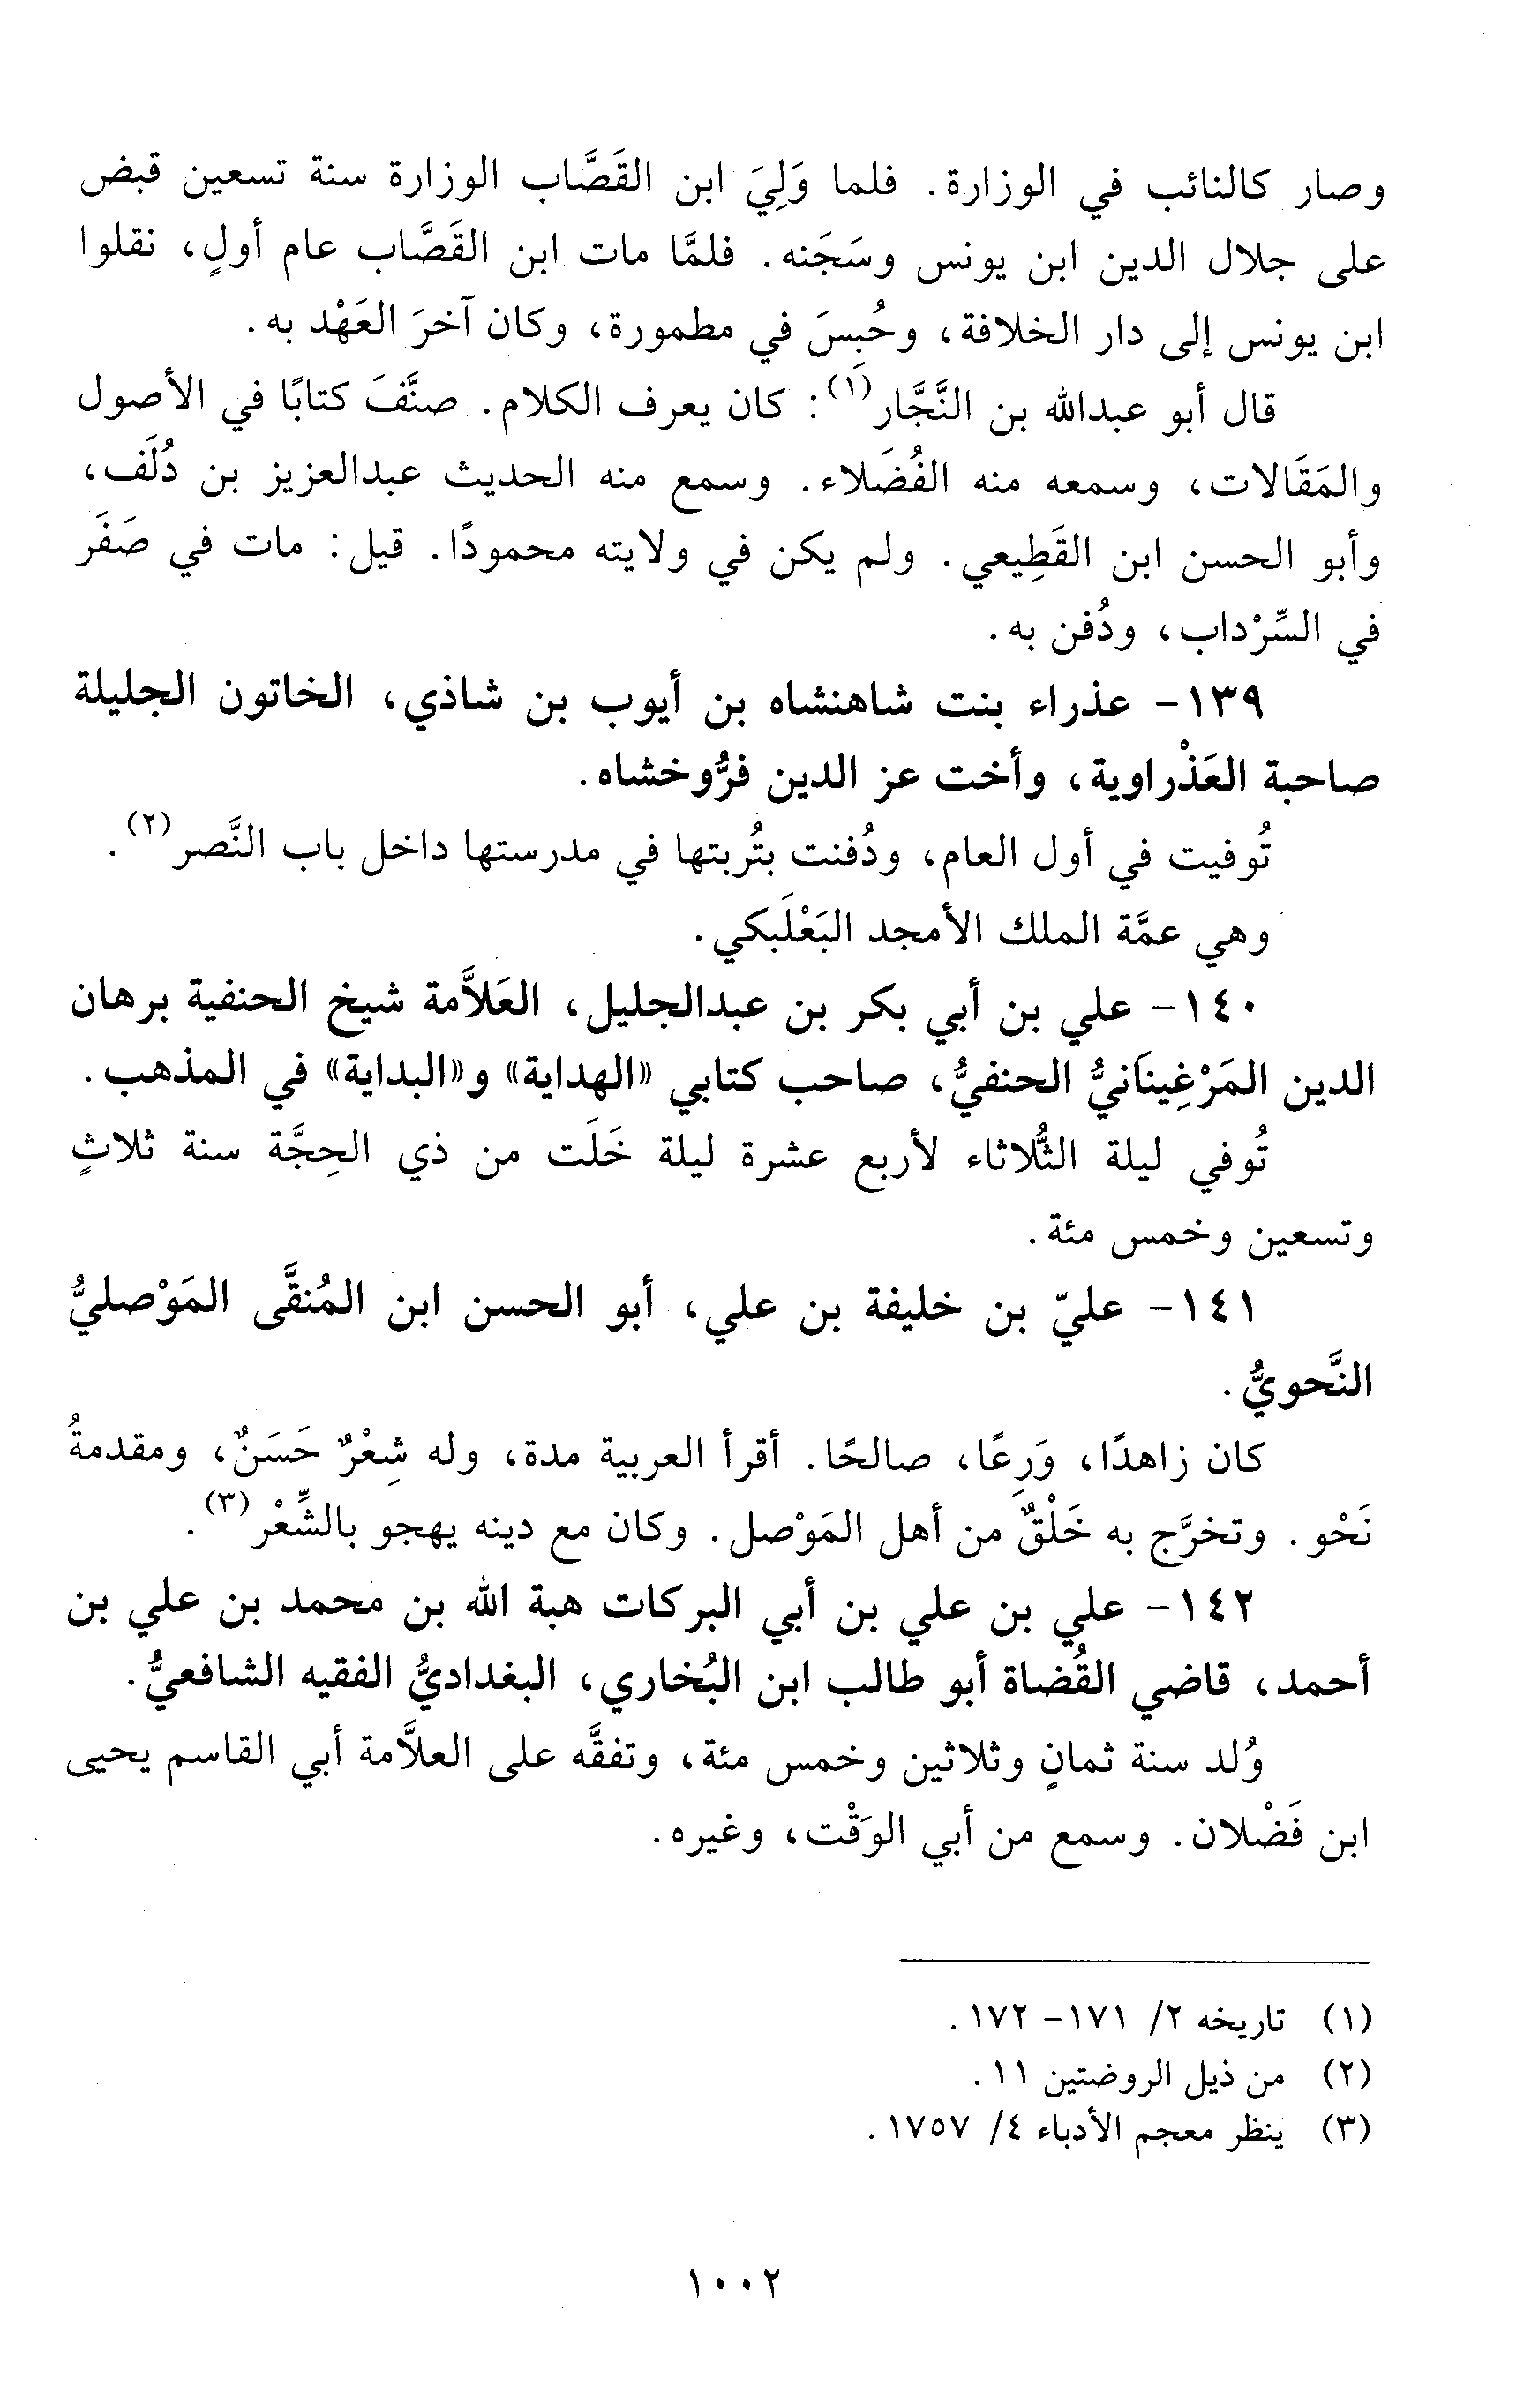 وصار كالنائب في الوزارة. فلما وَلِيَ ابن القَصَّاب الوزارة سنة تسعين قبض
على جلال الدين ابن يونس وسَجَنه. فلمَّا مات ابن القَصَّاب عام أولٍ، نقلوا
ابن يونس إلى دار الخلافة، وحُبِسَ في مطمورة، وكان آخرَ العَهْد به.
قال أبو عبدالله بن النَّجَّار(١): كان يعرف الكلام. صنَّفَ كتابًا في الأصول
والمَقَالات، وسمعه منه الفُضَلاء. وسمع منه الحديث عبدالعزيز بن دُلَف،
وأبو الحسن ابن القَطِيعي. ولم يكن في ولايته محمودًا. قيل: مات في صَفَر
في السِّرْداب، ودُفن به.
١٣٩- عذراء بنت شاهنشاه بن أيوب بن شاذي، الخاتون الجليلة
صاحبة العَذْراوية، وأخت عز الدين فرُّوخشاه.
تُوفيت في أول العام، ودُفنت بتُربتها في مدرستها داخل باب النَّصر(٢).
وهي عمَّة الملك الأمجد البَعْلَبكي.
١٤٠- علي بن أبي بكر بن عبدالجليل، العَلاَّمة شيخ الحنفية برهان
الدين المَرْغِينَانيُّ الحنفيُّ، صاحب كتابي «الهداية» و«البداية» في المذهب.
تُوفي ليلة الثُّلاثاء لأربع عشرة ليلة خَلَت من ذي الحِجَّة سنة ثلاثٍ
وتسعين وخمس مئة.
١٤١- عليّ بن خليفة بن علي، أبو الحسن ابن المُنقَّى المَوْصليُّ
النَّحويُّ.
كان زاهدًا، وَرِعًا، صالحًا. أقرأ العربية مدة، وله شِعْرٌ حَسَنٌ، ومقدمةُ
نَحْو. وتخرَّج به خَلْقٌ من أهل المَوْصل. وكان مع دينه يهجو بالشِّعْر(٣).
١٤٢- علي بن علي بن أبي البركات هبة الله بن محمد بن علي بن
أحمد، قاضي القُضاة أبو طالب ابن البُخاري، البغداديُّ الفقيه الشافعيُّ.
وُلد سنة ثمانٍ وثلاثين وخمس مئة، وتفقَّه على العلاَّمة أبي القاسم يحيى
ابن فَضْلان. وسمع من أبي الوَقْت، وغيره.
(١) تاريخه ٢/ ١٧١- ١٧٢.
(٢) من ذيل الروضتين ١١.
(٣) ينظر معجم الأدباء ٤/ ١٧٥٧.
١٠٠٢